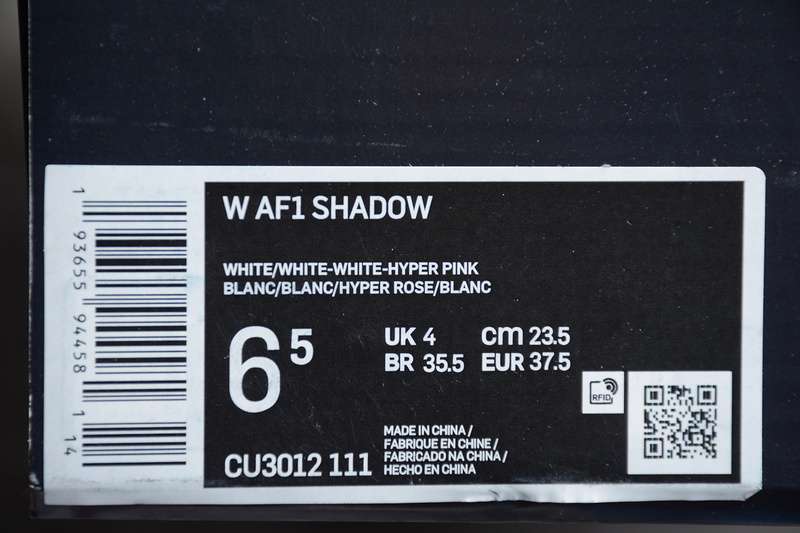 1 93655 94458 1 14
W AF1 SHADOW
WHITE/WHITE-WHITE-HYPER PINK
BLANC/BLANC/HYPER ROSE/BLANC
6 5
UK 4 cm 23.5
BR 35.5 EUR 37.5
RFID
MADE IN CHINA /
FABRIQUE EN CHINE /
FABRICADO NA CHINA /
HECHO EN CHINA
CU3012 111